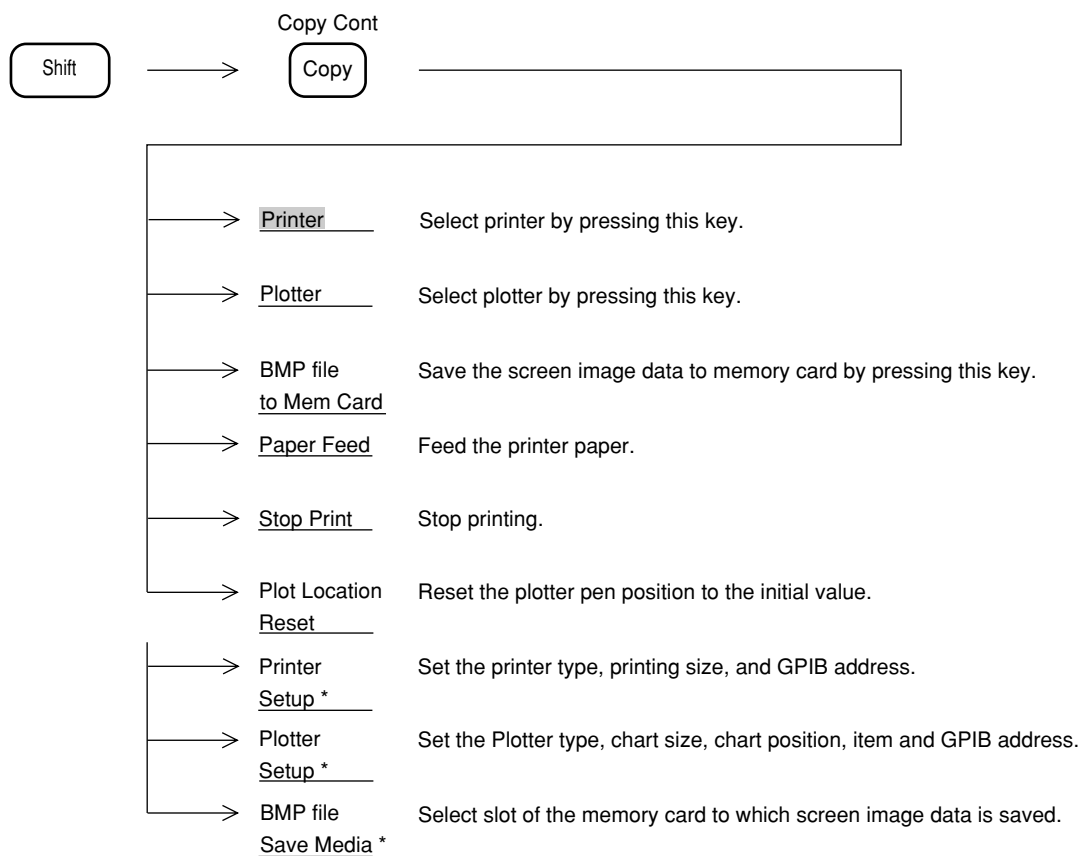 Copy Cont
Shift
Copy
Printer Select printer by pressing this key.
Plotter Select plotter by pressing this key.
BMP file Save the screen image data to memory card by pressing this key.
to Mem Card
Paper Feed Feed the printer paper.
Stop Print Stop printing.
Plot Location Reset the plotter pen position to the initial value.
Reset
Printer Set the printer type, printing size, and GPIB address.
Setup *
Plotter Set the Plotter type, chart size, chart position, item and GPIB address.
Setup *
BMP file Select slot of the memory card to which screen image data is saved.
Save Media *